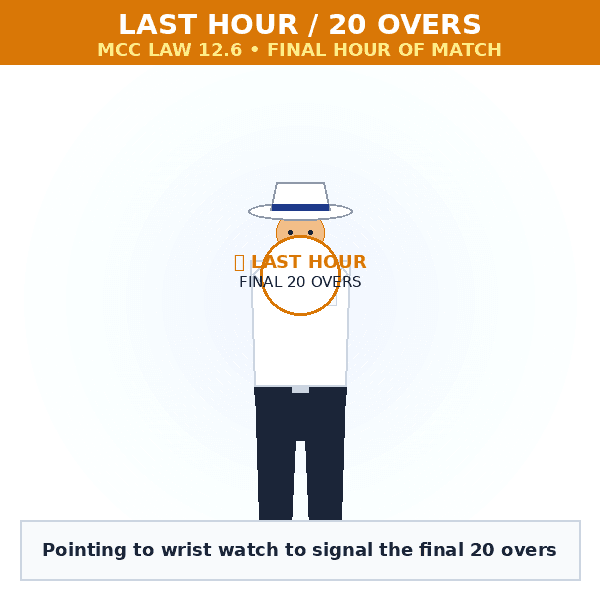 LAST HOUR / 20 OVERS
MCC LAW 12.6 • FINAL HOUR OF MATCH
LAST HOUR
FINAL 20 OVERS
Pointing to wrist watch to signal the final 20 overs